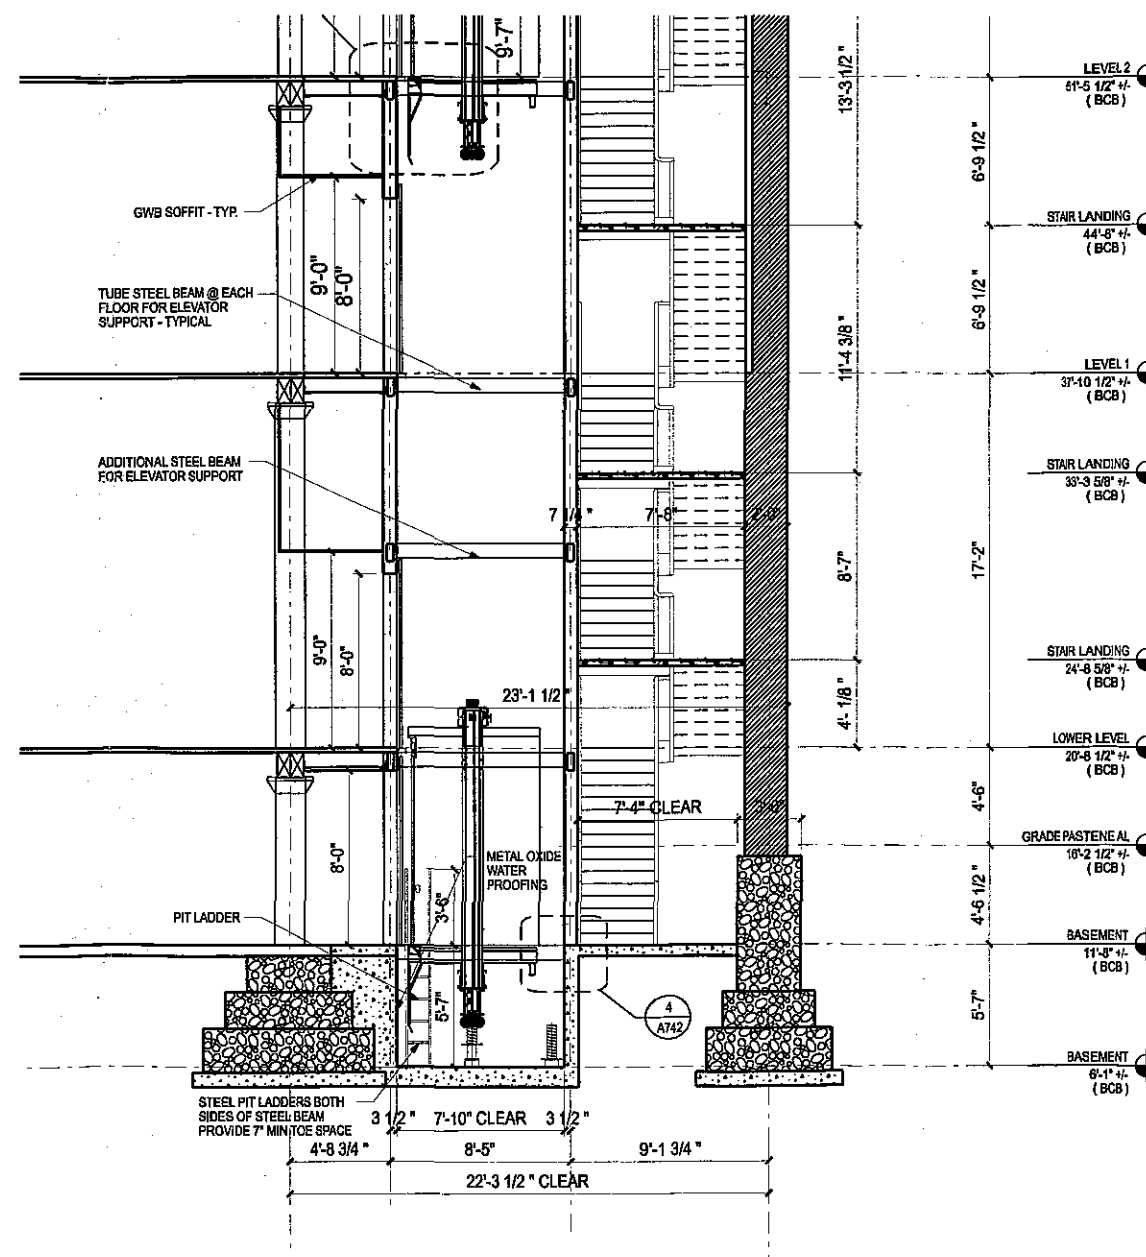 9'-7"
13'-3 1/2"
LEVEL 2
51'-5 1/2" +/-
( BCB )
6'-9 1/2"
GWB SOFFIT - TYP.
STAIR LANDING
44'-8" +/-
( BCB )
9'-0"
8'-0"
TUBE STEEL BEAM @ EACH
FLOOR FOR ELEVATOR
SUPPORT - TYPICAL
6'-9 1/2"
11'-4 3/8"
LEVEL 1
37'-10 1/2" +/-
( BCB )
ADDITIONAL STEEL BEAM
FOR ELEVATOR SUPPORT
STAIR LANDING
33'-3 5/8" +/-
( BCB )
7 1/4"
7'-8"
17'-2"
8'-7"
9'-0"
8'-0"
STAIR LANDING
24'-8 5/8" +/-
( BCB )
23'-1 1/2"
4'- 1/8"
LOWER LEVEL
20'-8 1/2" +/-
( BCB )
4'-6"
7'-4" CLEAR
GRADE PASTENE AL
16'-2 1/2" +/-
( BCB )
8'-0"
METAL OXIDE
WATER
PROOFING
3'-6"
4'-6 1/2"
PIT LADDER
BASEMENT
11'-8" +/-
( BCB )
5'-7"
4
A742
5'-7"
BASEMENT
6'-1" +/-
( BCB )
STEEL PIT LADDERS BOTH
SIDES OF STEEL BEAM
PROVIDE 7" MIN TOE SPACE
3 1/2" 7'-10" CLEAR 3 1/2"
4'-8 3/4" 8'-5" 9'-1 3/4"
22'-3 1/2" CLEAR